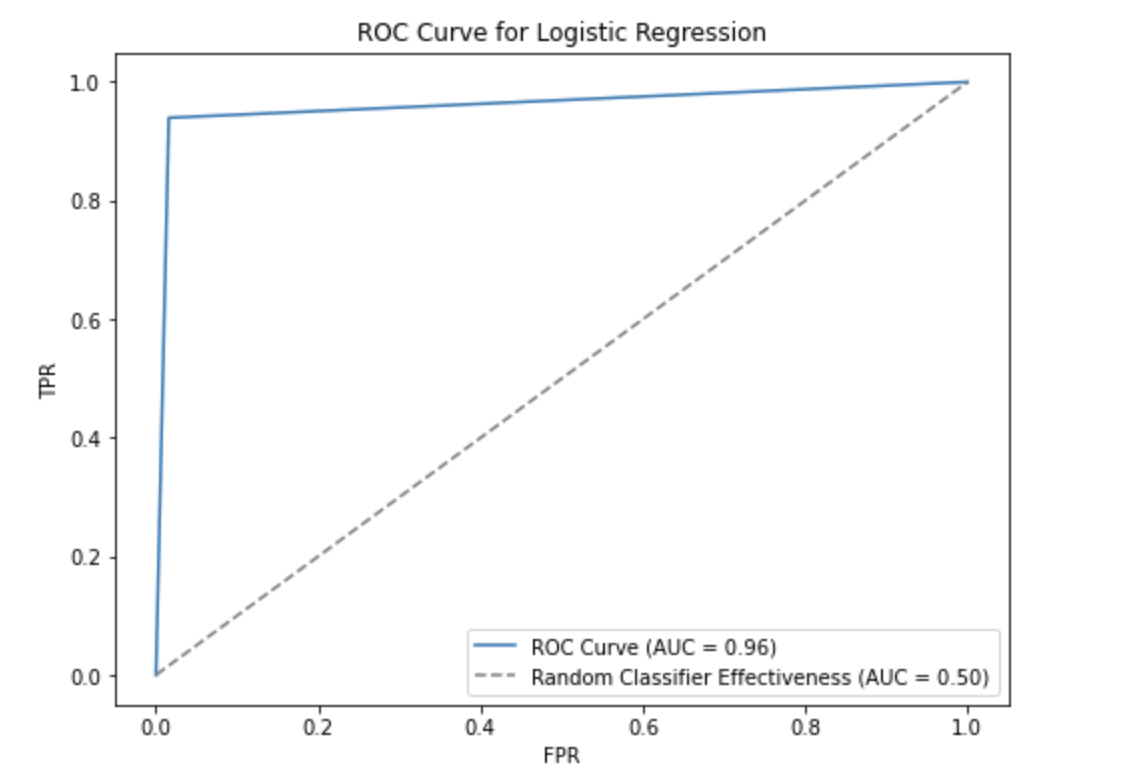 ROC Curve for Logistic Regression
1.0
0.8
0.6
0.4
0.2
0.0
TPR
ROC Curve (AUC = 0.96)
Random Classifier Effectiveness (AUC = 0.50)
0.0 0.2 0.4 0.6 0.8 1.0
FPR